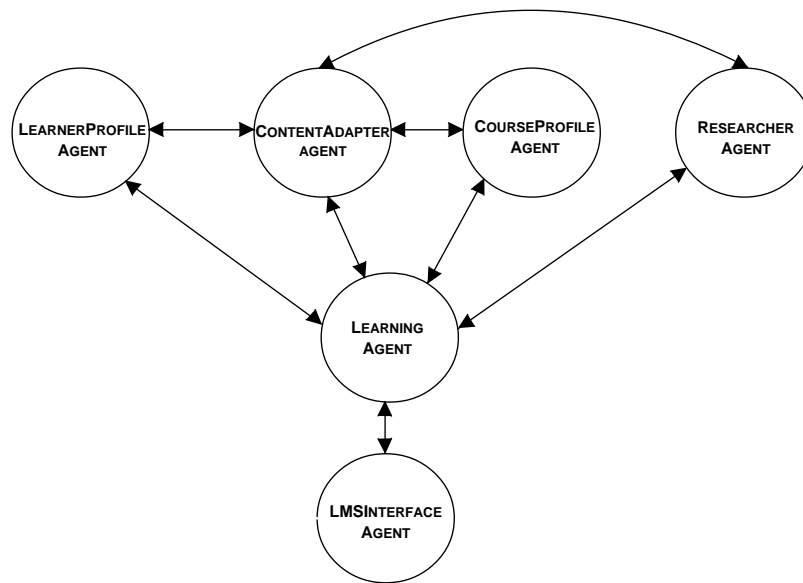 LEARNERPROFILE
AGENT
CONTENTADAPTER
AGENT
COURSEPROFILE
AGENT
RESEARCHER
AGENT
LEARNING
AGENT
LMSINTERFACE
AGENT